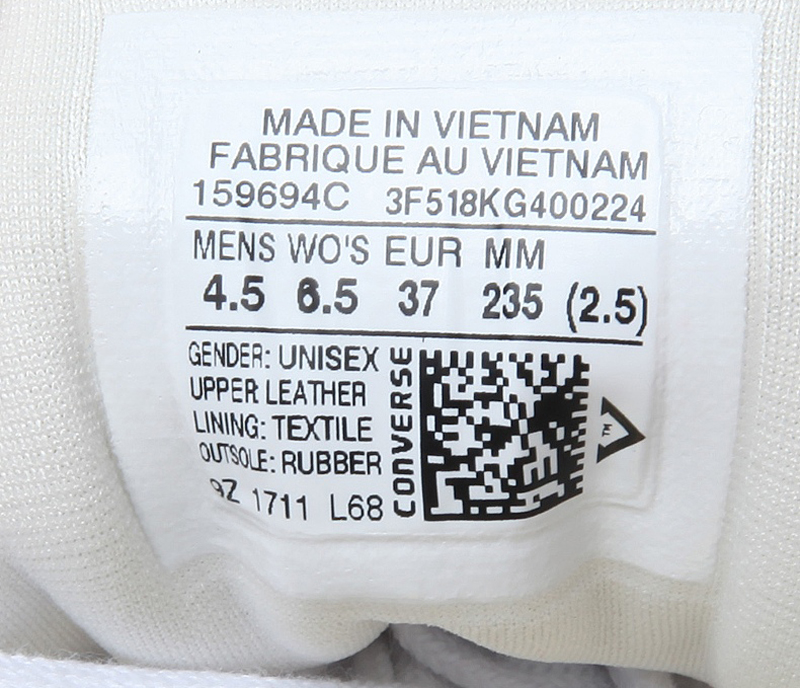 MADE IN VIETNAM
FABRIQUE AU VIETNAM
159694C 3F518KG400224
MENS WO'S EUR MM
4.5 6.5 37 235 (2.5)
GENDER: UNISEX
UPPER LEATHER
LINING: TEXTILE
OUTSOLE: RUBBER
9Z 1711 L68
CONVERSE
TM